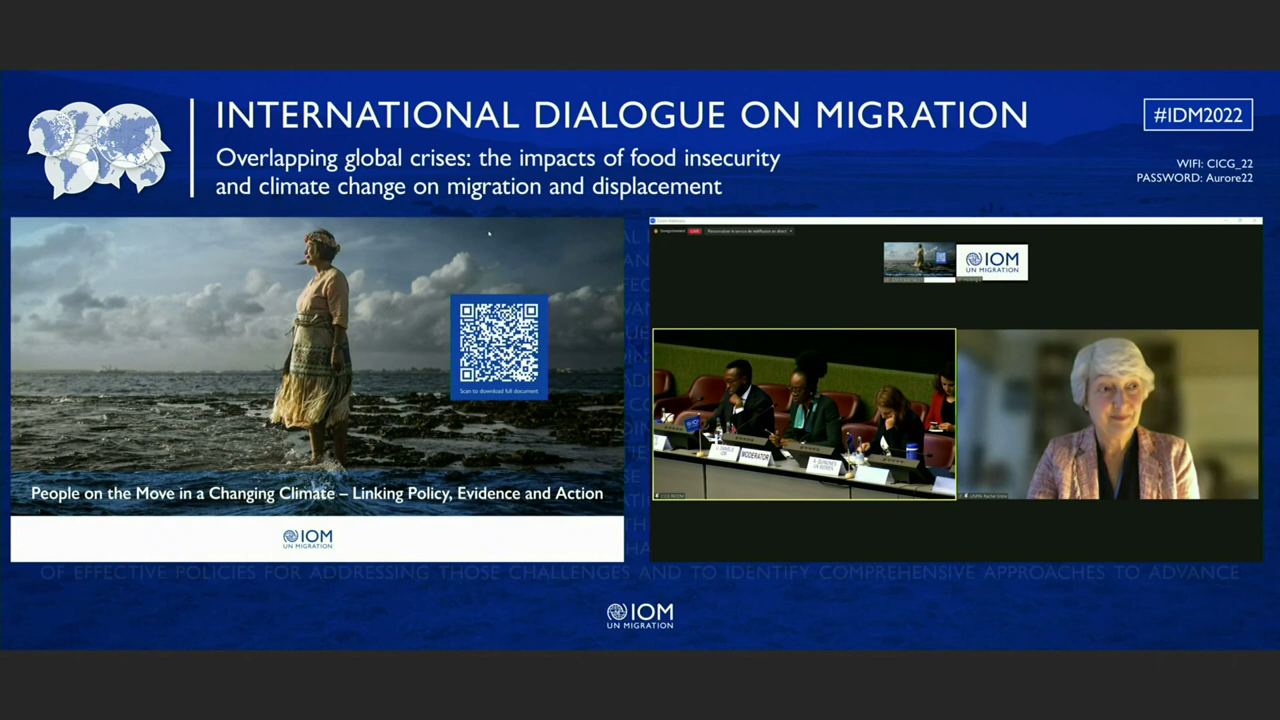 INTERNATIONAL DIALOGUE ON MIGRATION
Overlapping global crises: the impacts of food insecurity
and climate change on migration and displacement
#IDM2022
WIFI: CICG_22
PASSWORD: Aurore22
Scan to download full document
People on the Move in a Changing Climate – Linking Policy, Evidence and Action
IOM
UN MIGRATION
LIVE
IOM
UN MIGRATION
MODERATOR
UN WOMEN
OF EFFECTIVE POLICIES FOR ADDRESSING THOSE CHALLENGES AND TO IDENTIFY COMPREHENSIVE APPROACHES TO ADVANCE
IOM
UN MIGRATION